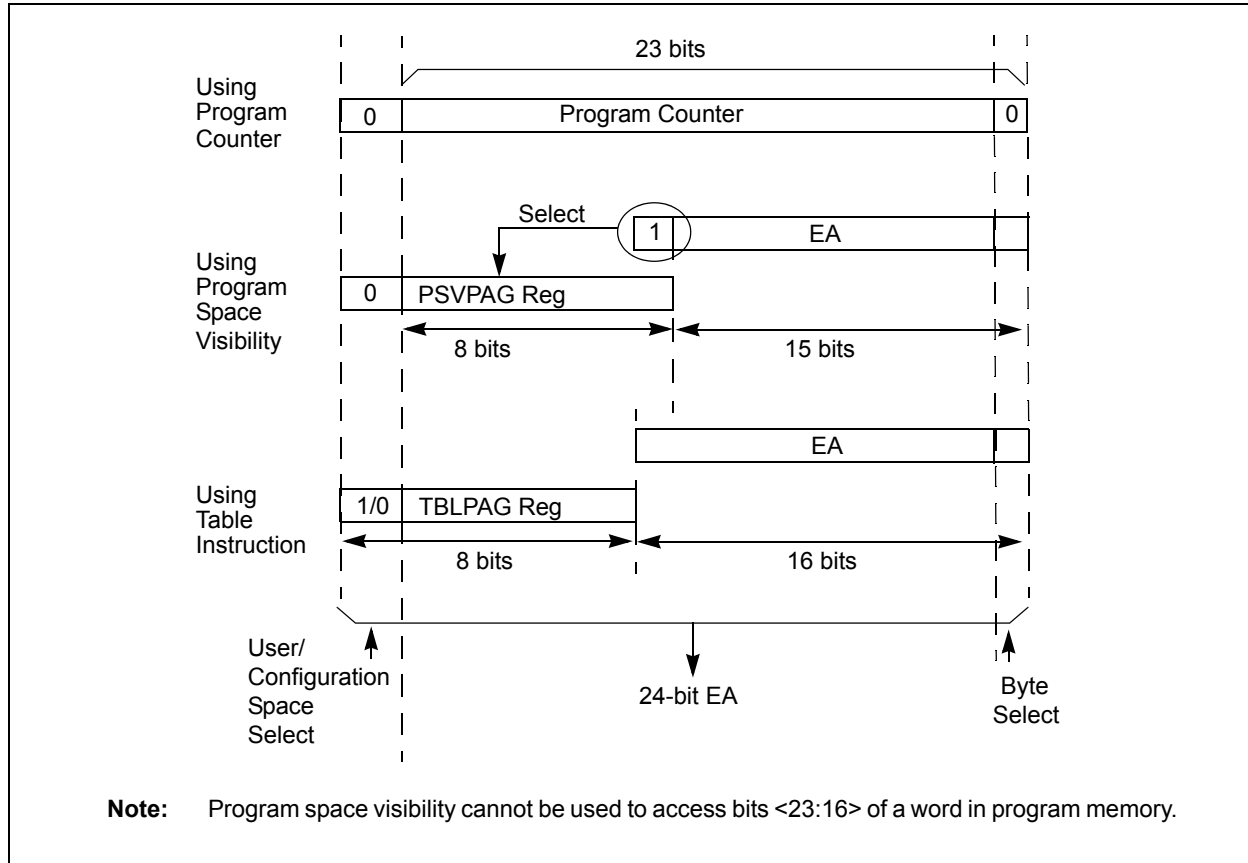 23 bits
Using
Program
Counter
0
Program Counter
0
Select
1
EA
Using
Program
Space
Visibility
0
PSVPAG Reg
8 bits
15 bits
EA
Using
Table
Instruction
1/0
TBLPAG Reg
8 bits
16 bits
User/
Configuration
Space
Select
24-bit EA
Byte
Select
Note: Program space visibility cannot be used to access bits <23:16> of a word in program memory.